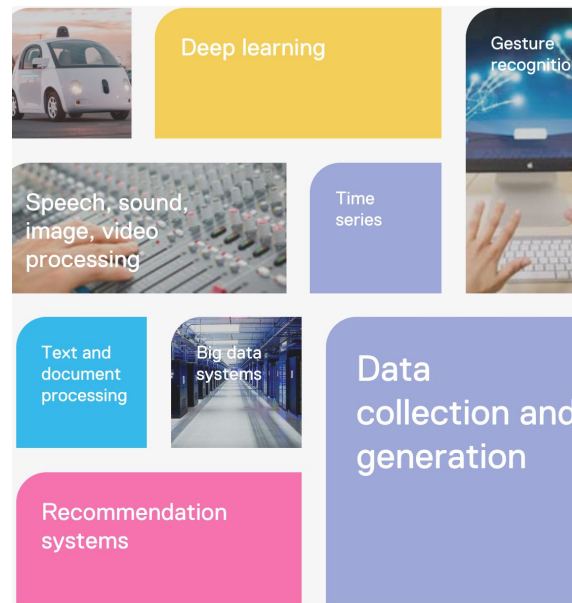 Deep learning
Gesture
recognitio
Speech, sound,
image, video
processing
Time
series
Text and
document
processing
Big data
systems
Data
collection and
generation
Recommendation
systems